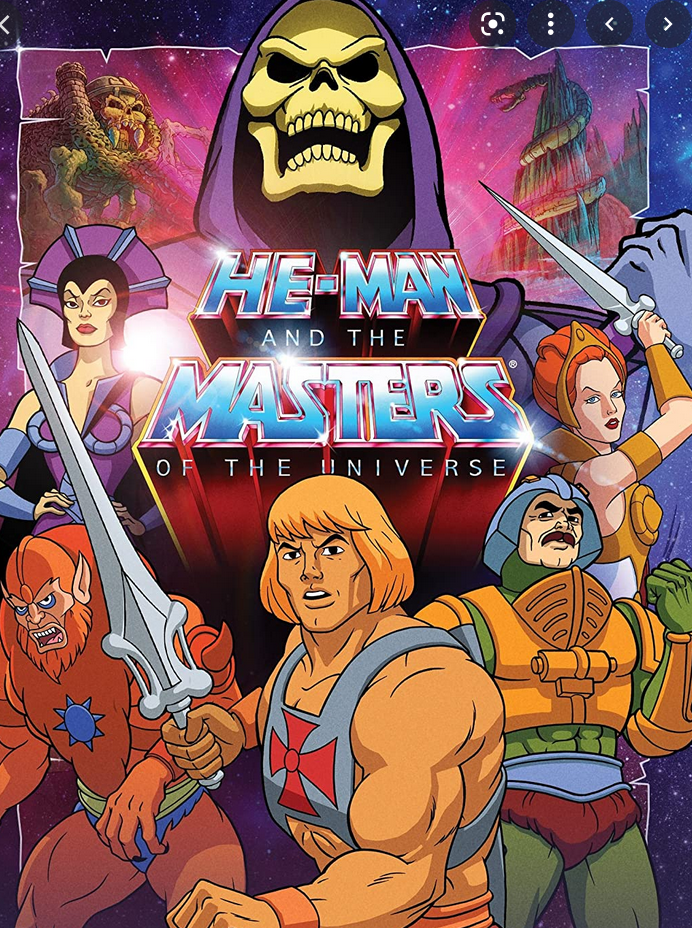 HE-MAN
AND THE
MASTERS®
OF THE UNIVERSE